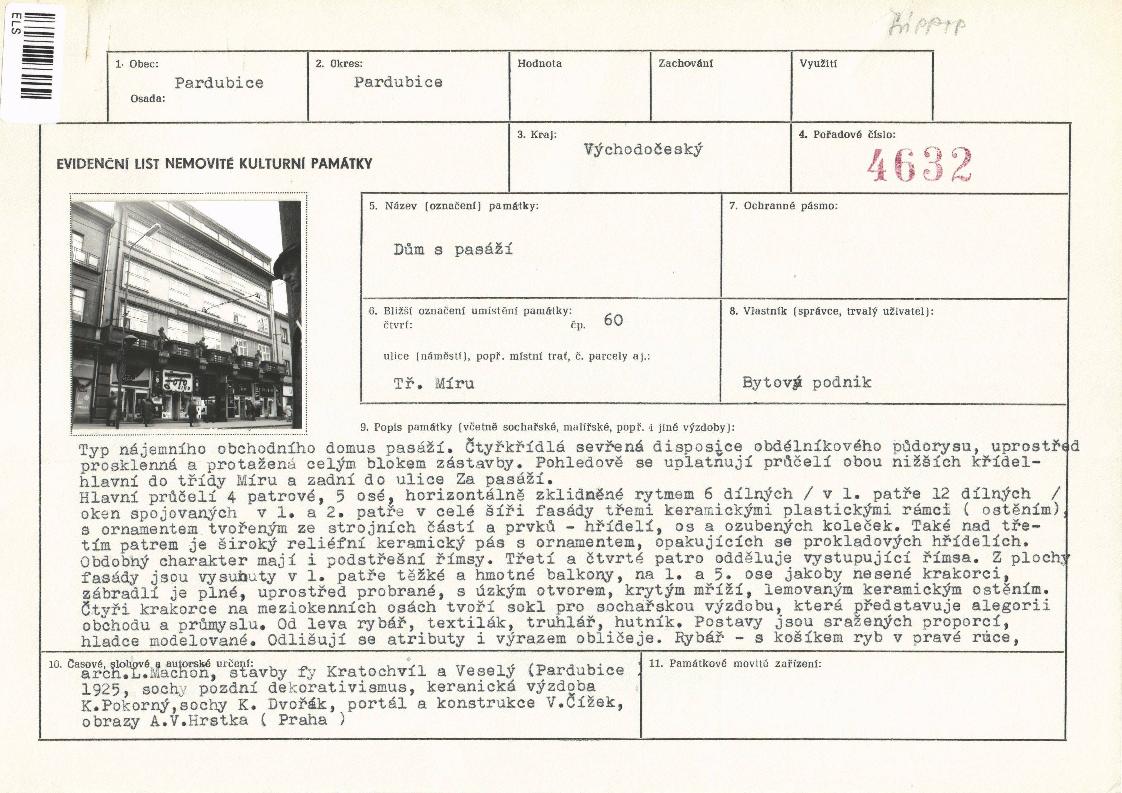 ELS
1. Obec:
Pardubice
Osada:
2. Okres:
Pardubice
Hodnota
Zachování
Využití
EVIDENČNÍ LIST NEMOVITÉ KULTURNÍ PAMÁTKY
3. Kraj:
Východočeský
4. Pořadové číslo:
4632
5. Název (označení) památky:
Dům s pasáží
7. Ochranné pásmo:
6. Bližší označení umístění památky:
čtvrť:
čp. 60
ulice (náměstí), popř. místní trať, č. parcely aj.:
Tř. Míru
8. Vlastník (správce, trvalý uživatel):
Bytový podnik
9. Popis památky (včetně sochařské, malířské, popř. i jiné výzdoby):
Typ nájemního obchodního domus pasáží. Čtyřkřídlá sevřená disposice obdélníkového půdorysu, uprostřed
prosklenná a protažená celým blokem zástavby. Pohledově se uplatňují průčelí obou nižších křídel-
hlavní do třídy Míru a zadní do ulice Za pasáží.
Hlavní průčelí 4 patrové, 5 osé, horizontálně zklidněné rytmem 6 dílných / v 1. patře 12 dílných /
oken spojovaných v 1. a 2. patře v celé šíři fasády třemi keramickými plastickými rámci ( ostěním),
s ornamentem tvořeným ze strojních částí a prvků - hřídelí, os a ozubených koleček. Také nad tře-
tím patrem je široký reliéfní keramický pás s ornamentem, opakujících se prokladových hřídelích.
Obdobný charakter mají i podstřešní římsy. Třetí a čtvrté patro odděluje vystupující římsa. Z plochy
fasády jsou vysunuty v 1. patře těžké a hmotné balkony, na 1. a 5. ose jakoby nesené krakorci,
zábradlí je plné, uprostřed probrané, s úzkým otvorem, krytým mříží, lemovaným keramickým ostěním.
Čtyři krakorce na meziokenních osách tvoří sokl pro sochařskou výzdobu, která představuje alegorii
obchodu a průmyslu. Od leva rybář, textilák, truhlář, hutník. Postavy jsou sražených proporcí,
hladce modelované. Odlišují se atributy i výrazem obličeje. Rybář - s košíkem ryb v pravé ruce,
10. Časové, slohové a autorské určení:
arch.L.Machoň, stavby fy Kratochvíl a Veselý (Pardubice
1925, sochy pozdní dekorativismus, keranická výzdoba
K.Pokorný,sochy K. Dvořák, portál a konstrukce V.Čížek,
obrazy A.V.Hrstka ( Praha )
11. Památkové movité zařízení: